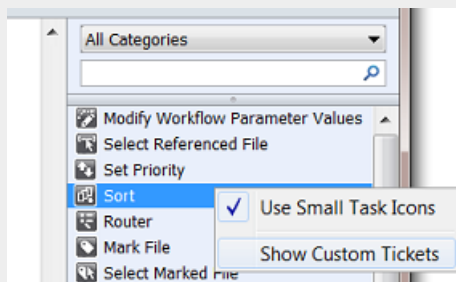 All Categories
Modify Workflow Parameter Values
Select Referenced File
Set Priority
Sort
Use Small Task Icons
Router
Mark File
Show Custom Tickets
Select Marked File